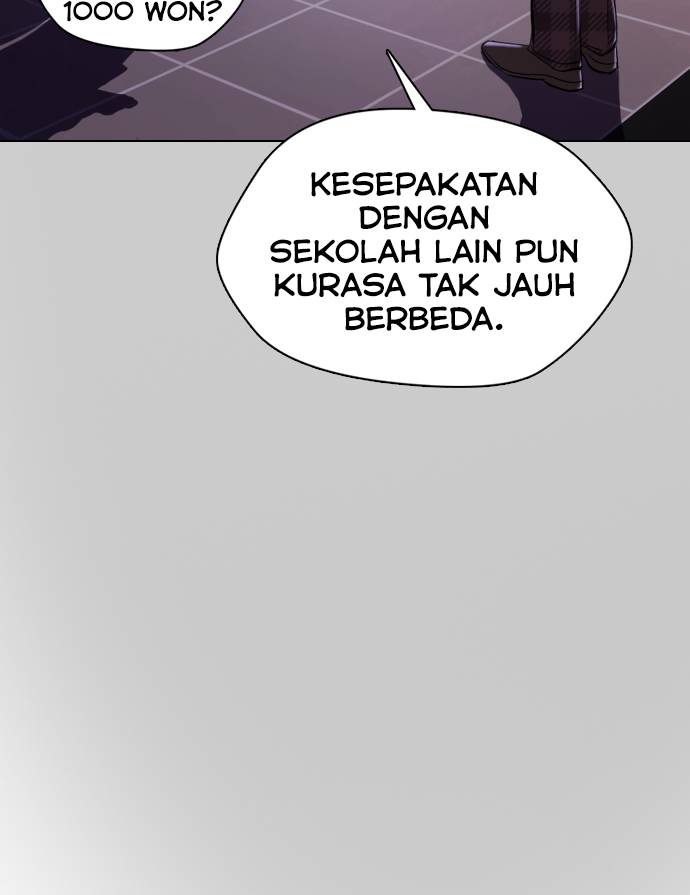 1000 WON?
KESEPAKATAN
DENGAN
SEKOLAH LAIN PUN
KURASA TAK JAUH
BERBEDA.